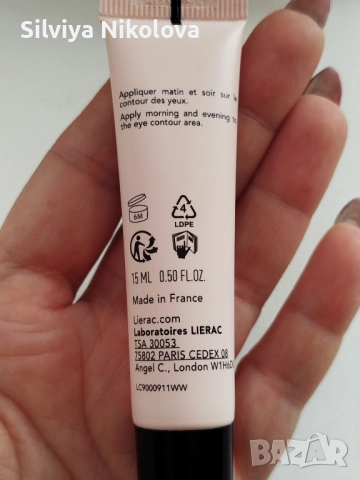 Silviya Nikolova
Appliquer matin et soir sur le
contour des yeux.
Apply morning and evening to
the eye contour area.
6M
4
LDPE
15 ML 0.50 FL.OZ.
Made in France
Lierac.com
Laboratoires LIERAC
TSA 30053
75802 PARIS CEDEX 08
Angel C., London W1H6D
LC9000911WW
BAZAR